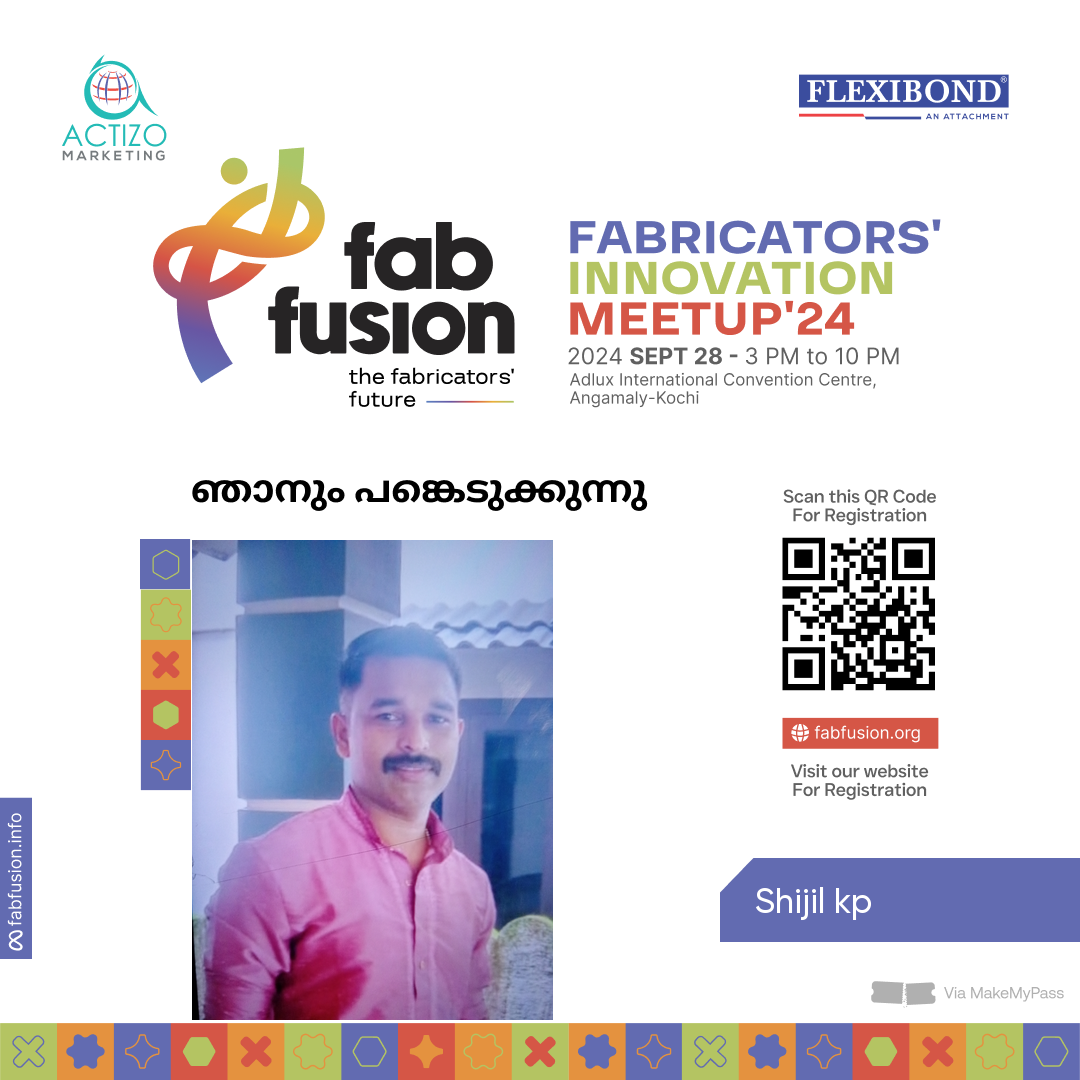 ACTIZO
MARKETING
FLEXIBOND®
AN ATTACHMENT
fab
fusion
the fabricators'
future
FABRICATORS'
INNOVATION
MEETUP'24
2024 SEPT 28 - 3 PM to 10 PM
Adlux International Convention Centre,
Angamaly-Kochi
ഞാനും പങ്കെടുക്കുന്നു
Scan this QR Code
For Registration
fabfusion.org
Visit our website
For Registration
fabfusion.info
Shijil kp
Via MakeMyPass